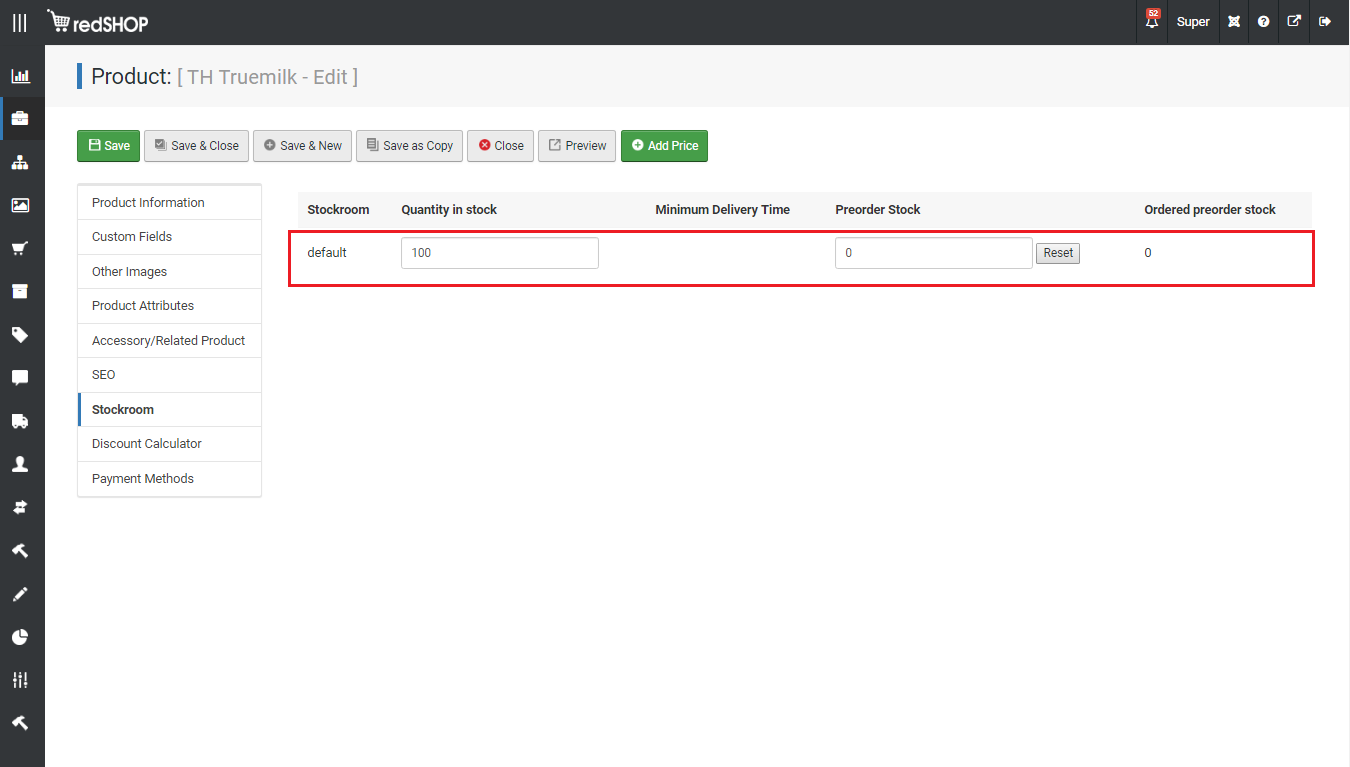 redSHOP
52
Super
Product: [ TH Truemilk - Edit ]
Save
Save & Close
Save & New
Save as Copy
Close
Preview
Add Price
Product Information
Custom Fields
Other Images
Product Attributes
Accessory/Related Product
SEO
Stockroom
Discount Calculator
Payment Methods
Stockroom Quantity in stock Minimum Delivery Time Preorder Stock Ordered preorder stock
default 100 0 Reset 0